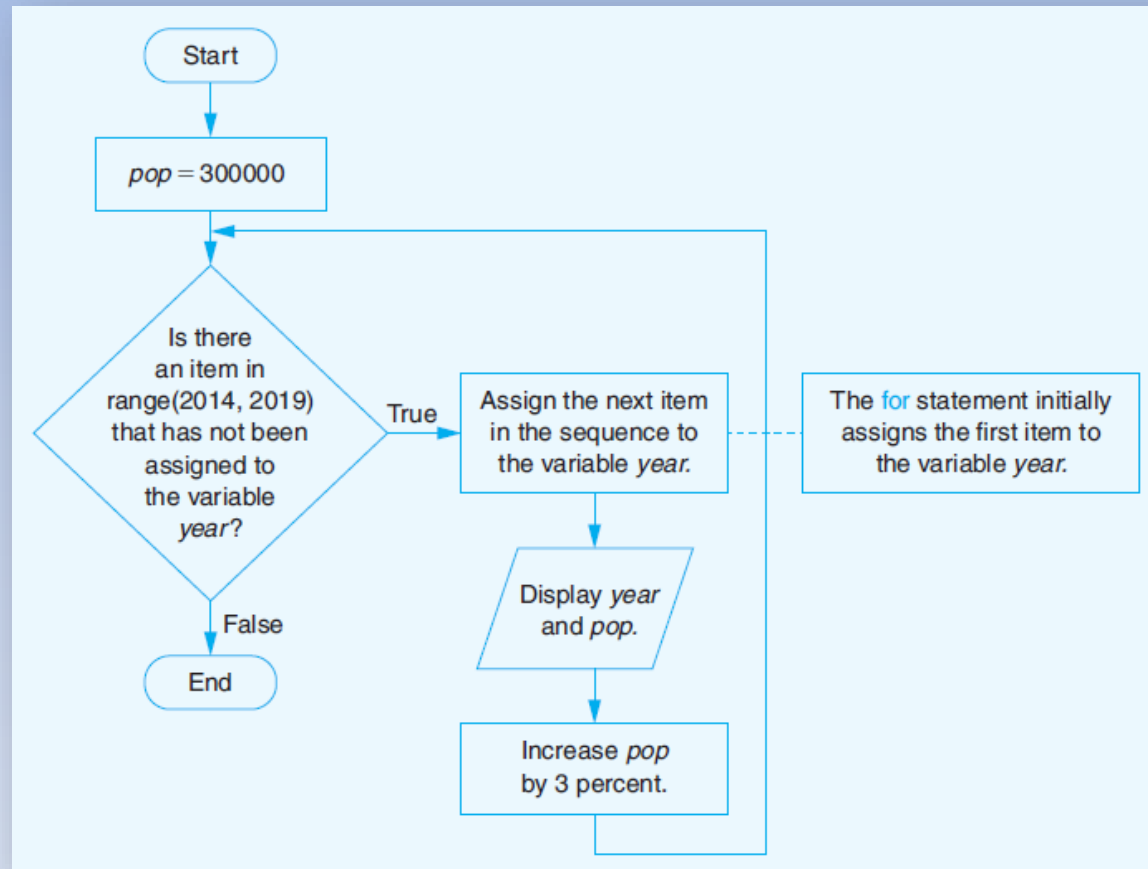 Start
pop = 300000
Is there
an item in
range(2014, 2019)
that has not been
assigned to
the variable
year?
True
Assign the next item
in the sequence to
the variable year.
The for statement initially
assigns the first item to
the variable year.
Display year
and pop.
False
End
Increase pop
by 3 percent.